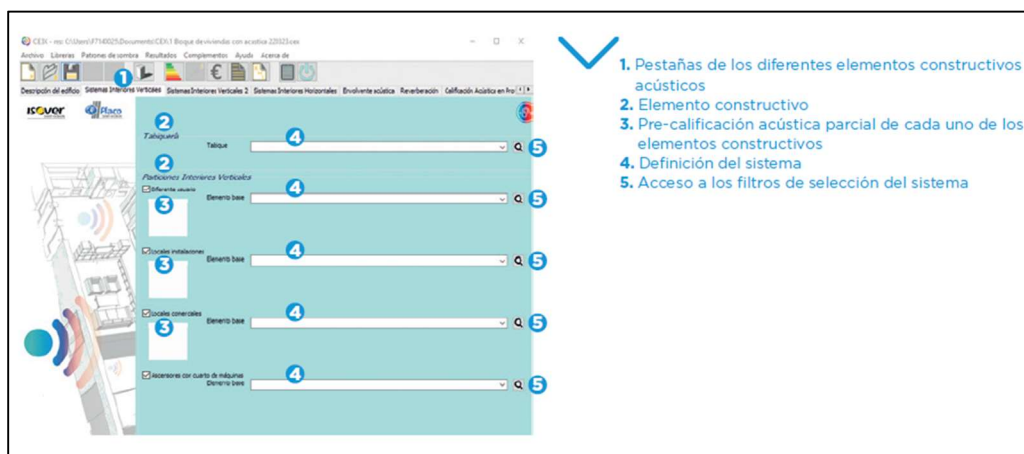 CE3X - res: C:\Users\F7140025\Documents\CEX\1 Bloque de viviendas con acustica 220323.cex
Archivo Librerías Patrones de sombra Resultados Complementos Ayuda Acerca de
1
Descripción del edificio Sistemas Interiores Verticales Sistemas Interiores Verticales 2 Sistemas Interiores Horizontales Envolvente acústica Reverberación Calificación Acústica en Pro
isover Placo
2
Tabiquería
Tabique
4
5
2
Particiones Interiores Verticales
Diferente usuario
3
Elemento base
4
5
Locales instalaciones
3
Elemento base
4
5
Locales comerciales
3
Elemento base
4
5
Ascensores con cuarto de máquinas
Elemento base
4
5
1. Pestañas de los diferentes elementos constructivos
acústicos
2. Elemento constructivo
3. Pre-calificación acústica parcial de cada uno de los
elementos constructivos
4. Definición del sistema
5. Acceso a los filtros de selección del sistema